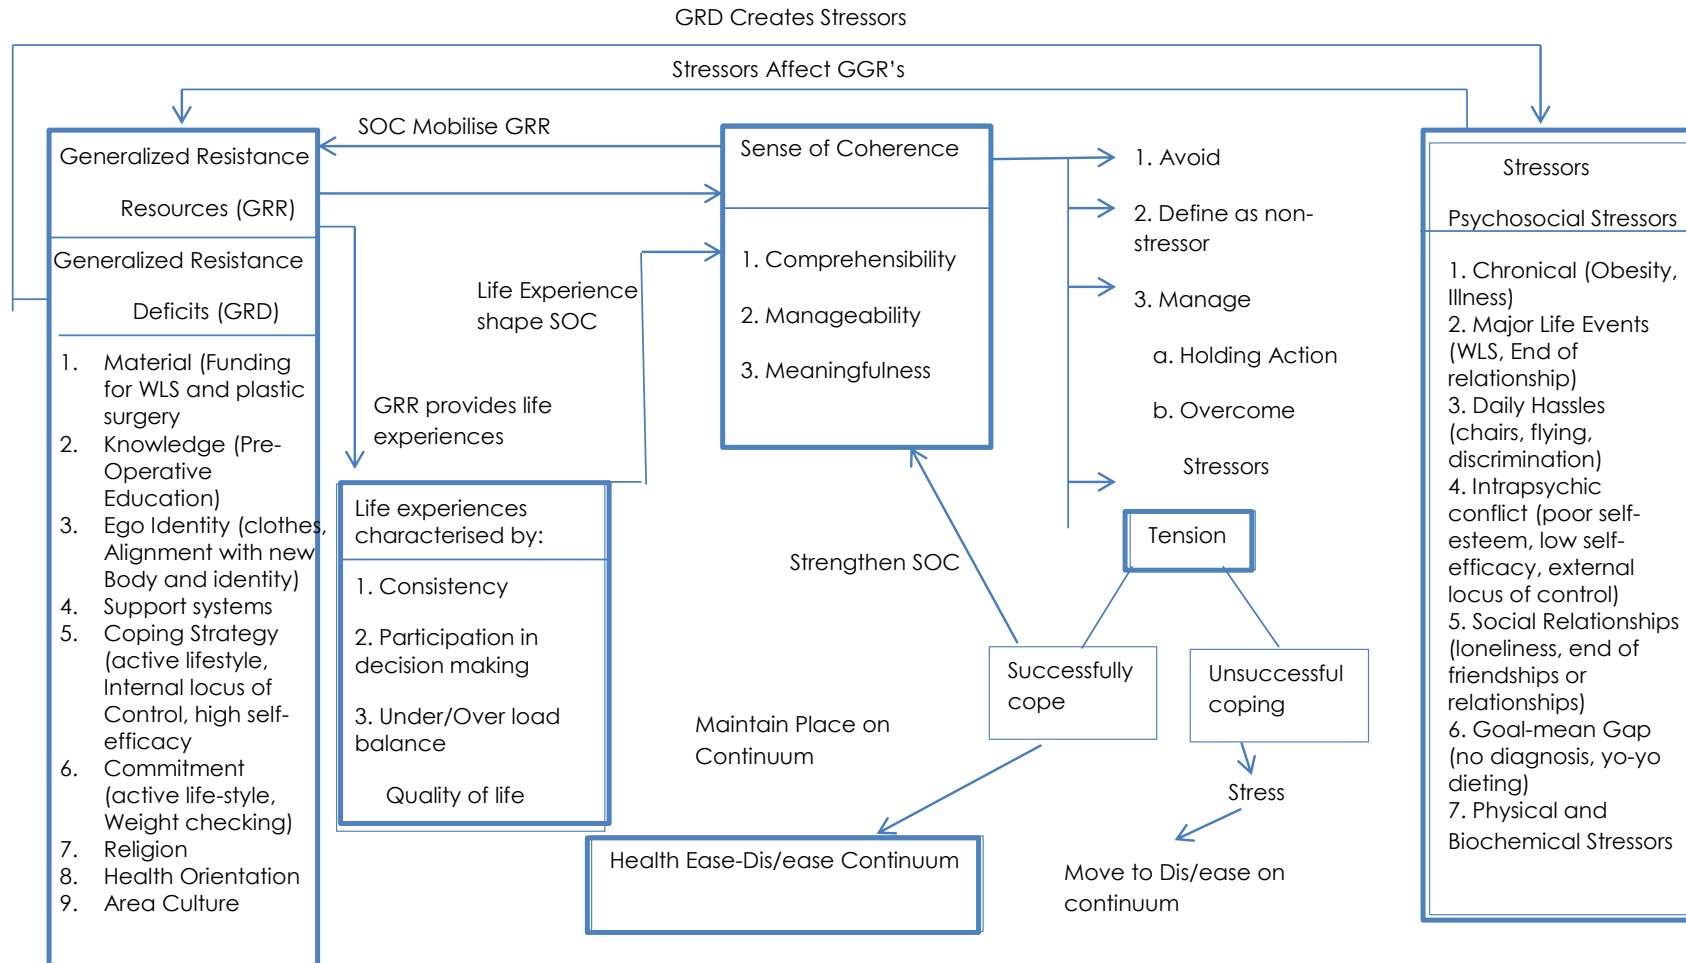 GRD Creates Stressors
Stressors Affect GGR's
SOC Mobilise GRR
Generalized Resistance
Resources (GRR)
Generalized Resistance
Deficits (GRD)
1. Material (Funding
for WLS and plastic
surgery
2. Knowledge (Pre-
Operative
Education)
3. Ego Identity (clothes,
Alignment with new
Body and identity)
4. Support systems
5. Coping Strategy
(active lifestyle,
Internal locus of
Control, high self-
efficacy
6. Commitment
(active life-style,
Weight checking)
7. Religion
8. Health Orientation
9. Area Culture
GRR provides life
experiences
Life experiences
characterised by:
1. Consistency
2. Participation in
decision making
3. Under/Over load
balance
Quality of life
Life Experience
shape SOC
Sense of Coherence
1. Comprehensibility
2. Manageability
3. Meaningfulness
1. Avoid
2. Define as non-
stressor
3. Manage
a. Holding Action
b. Overcome
Stressors
Tension
Strengthen SOC
Successfully
cope
Unsuccessful
coping
Maintain Place on
Continuum
Stress
Health Ease-Dis/ease Continuum
Move to Dis/ease on
continuum
Stressors
Psychosocial Stressors
1. Chronical (Obesity,
Illness)
2. Major Life Events
(WLS, End of
relationship)
3. Daily Hassles
(chairs, flying,
discrimination)
4. Intrapsychic
conflict (poor self-
esteem, low self-
efficacy, external
locus of control)
5. Social Relationships
(loneliness, end of
friendships or
relationships)
6. Goal-mean Gap
(no diagnosis, yo-yo
dieting)
7. Physical and
Biochemical Stressors